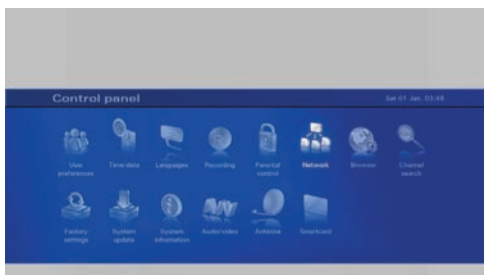 Control panel
Sat 01 Jan, 03:48
User preferences
Time/date
Languages
Recording
Parental control
Network
Browser
Channel search
Factory settings
System update
System information
Audio/video
Antenna
Smartcard